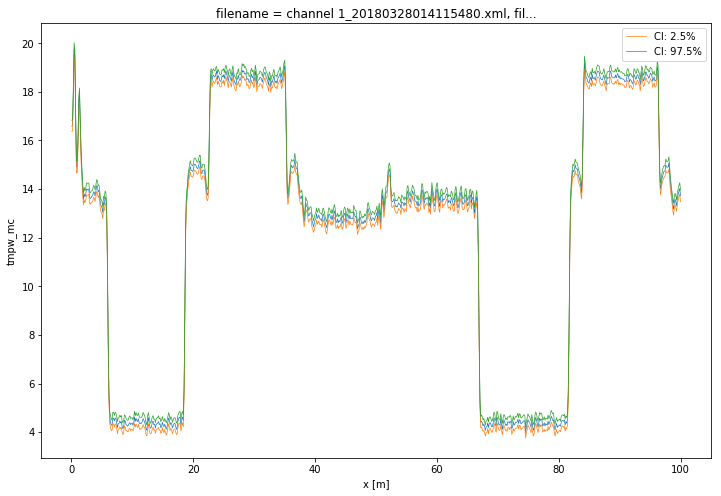 filename = channel 1_20180328014115480.xml, fil...
CI: 2.5%
CI: 97.5%
tmpw_mc
20
18
16
14
12
10
8
6
4
0 20 40 60 80 100
x [m]